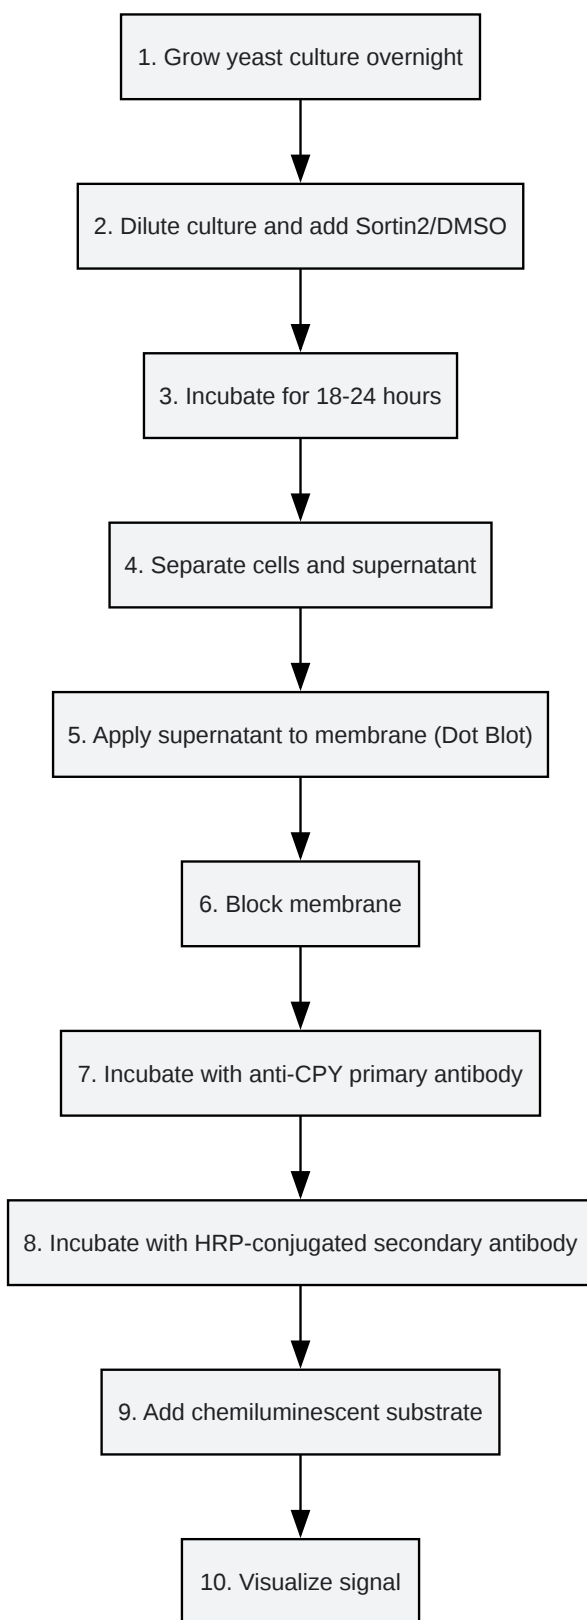 1. Grow yeast culture overnight
2. Dilute culture and add Sortin2/DMSO
3. Incubate for 18-24 hours
4. Separate cells and supernatant
5. Apply supernatant to membrane (Dot Blot)
6. Block membrane
7. Incubate with anti-CPY primary antibody
8. Incubate with HRP-conjugated secondary antibody
9. Add chemiluminescent substrate
10. Visualize signal